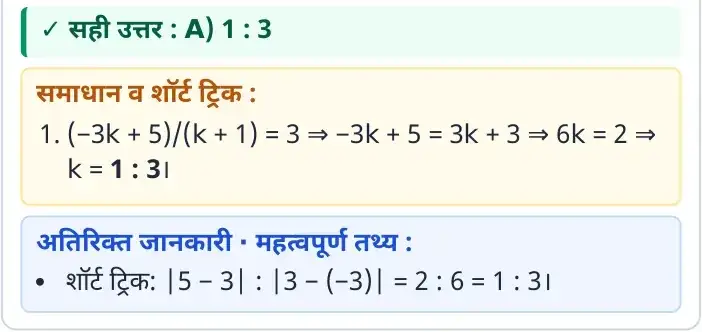 ✓ सही उत्तर : A) 1 : 3
समाधान व शॉर्ट ट्रिक :
1. (−3k + 5)/(k + 1) = 3 ⇒ −3k + 5 = 3k + 3 ⇒ 6k = 2 ⇒
k = 1 : 3।
अतिरिक्त जानकारी · महत्वपूर्ण तथ्य :
• शॉर्ट ट्रिक: |5 − 3| : |3 − (−3)| = 2 : 6 = 1 : 3।